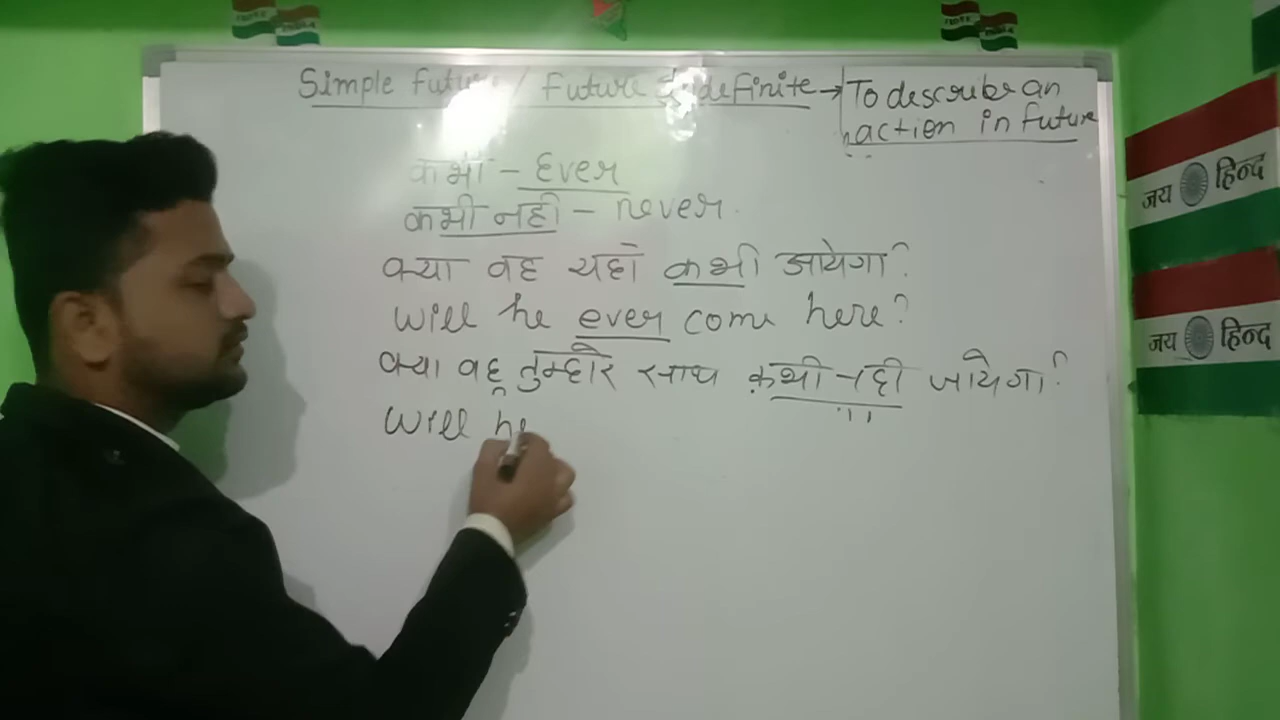 Simple Future / Future Indefinite → To describe an
action in future
कभी - Ever
कभी नही - never
क्या वह यहाँ कभी आयेगा ?
Will he ever come here?
क्या वह तुम्हारे साथ कभी नही जायेगा ?
Will he
जय हिन्द
जय हिन्द